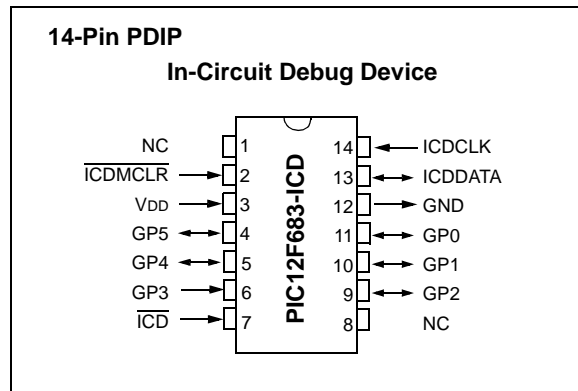 14-Pin PDIP
In-Circuit Debug Device
NC 1 14 ICDCLK
ICDMCLR 2 13 ICDDATA
VDD 3 12 GND
GP5 4 11 GP0
GP4 5 10 GP1
GP3 6 9 GP2
ICD 7 8 NC
PIC12F683-ICD